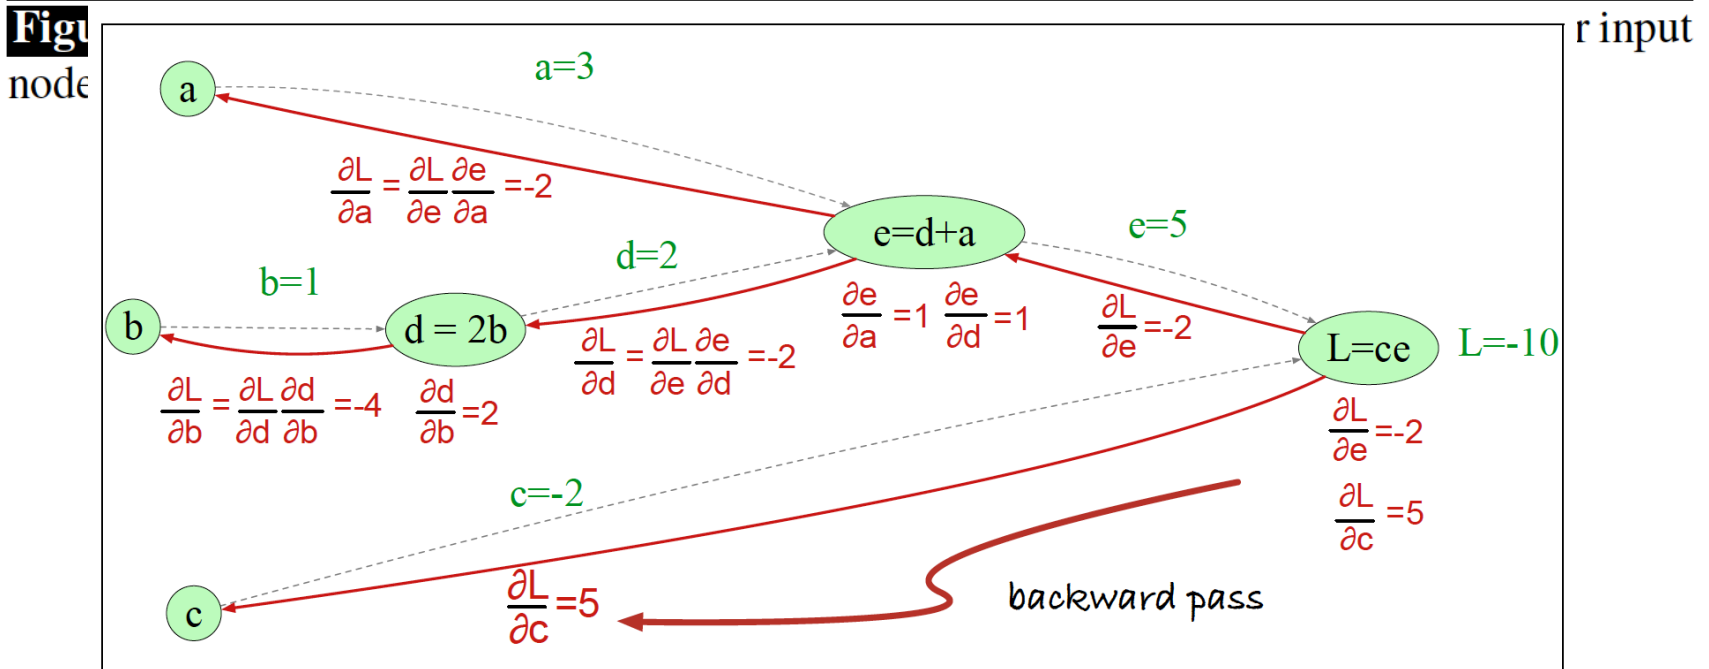 Figu
r input
node
a=3
a
∂L/∂a = ∂L/∂e ∂e/∂a =-2
e=d+a
e=5
d=2
b=1
b
d = 2b
∂e/∂a =1 ∂e/∂d =1
∂L/∂e =-2
L=ce
L=-10
∂L/∂d = ∂L/∂e ∂e/∂d =-2
∂L/∂b = ∂L/∂d ∂d/∂b =-4
∂d/∂b =2
∂L/∂e =-2
c=-2
∂L/∂c =5
c
∂L/∂c =5
backward pass